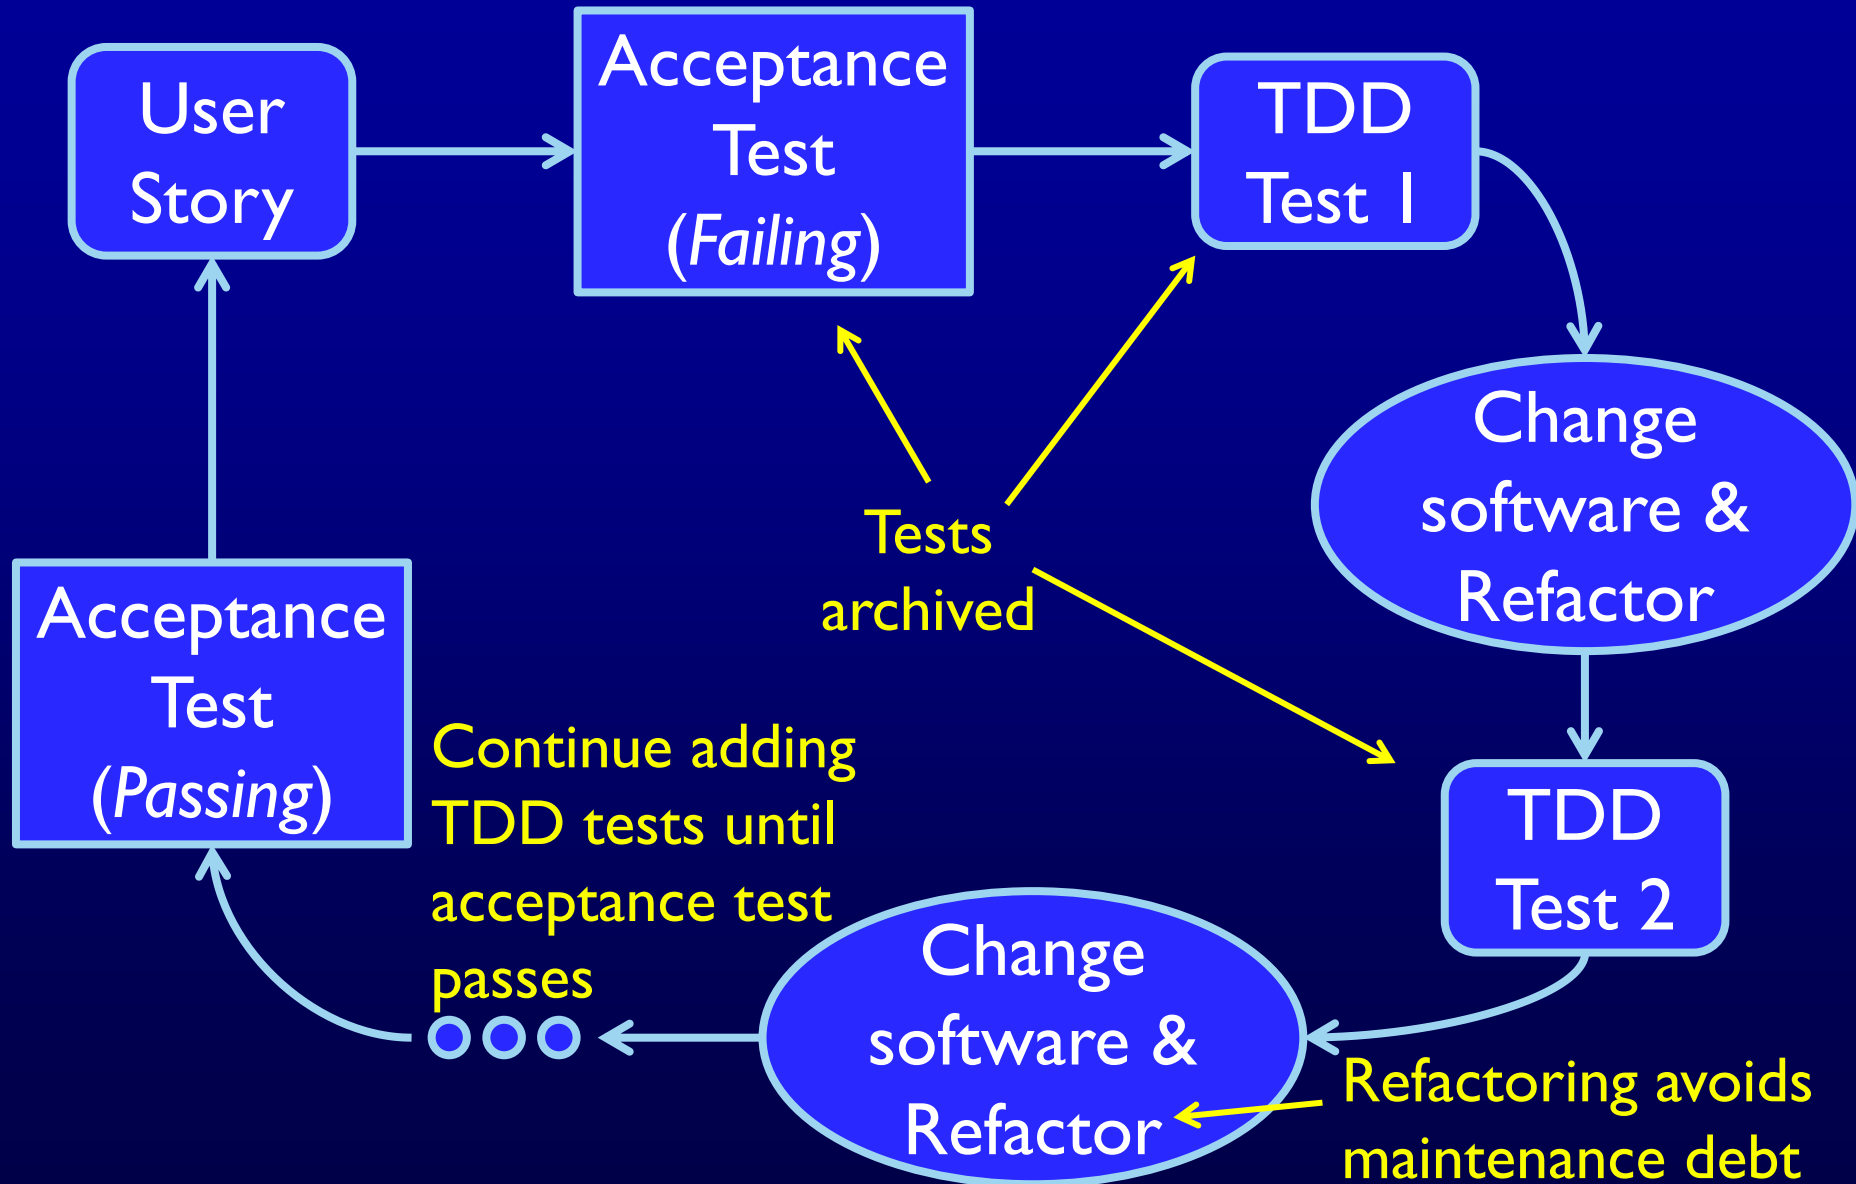 User
Story
Acceptance
Test
(Failing)
TDD
Test 1
Change
software &
Refactor
Tests
archived
Acceptance
Test
(Passing)
Continue adding
TDD tests until
acceptance test
passes
TDD
Test 2
Change
software &
Refactor
Refactoring avoids
maintenance debt